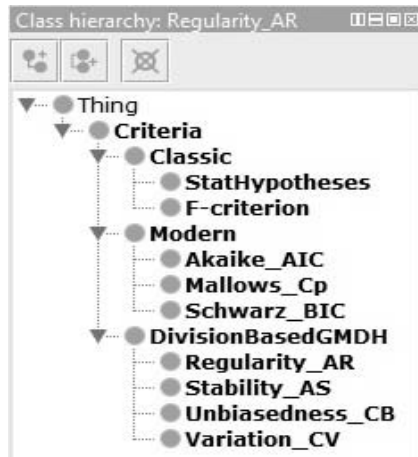 Class hierarchy: Regularity_AR
Thing
Criteria
Classic
StatHypotheses
F-criterion
Modern
Akaike_AIC
Mallows_Cp
Schwarz_BIC
DivisionBasedGMDH
Regularity_AR
Stability_AS
Unbiasedness_CB
Variation_CV